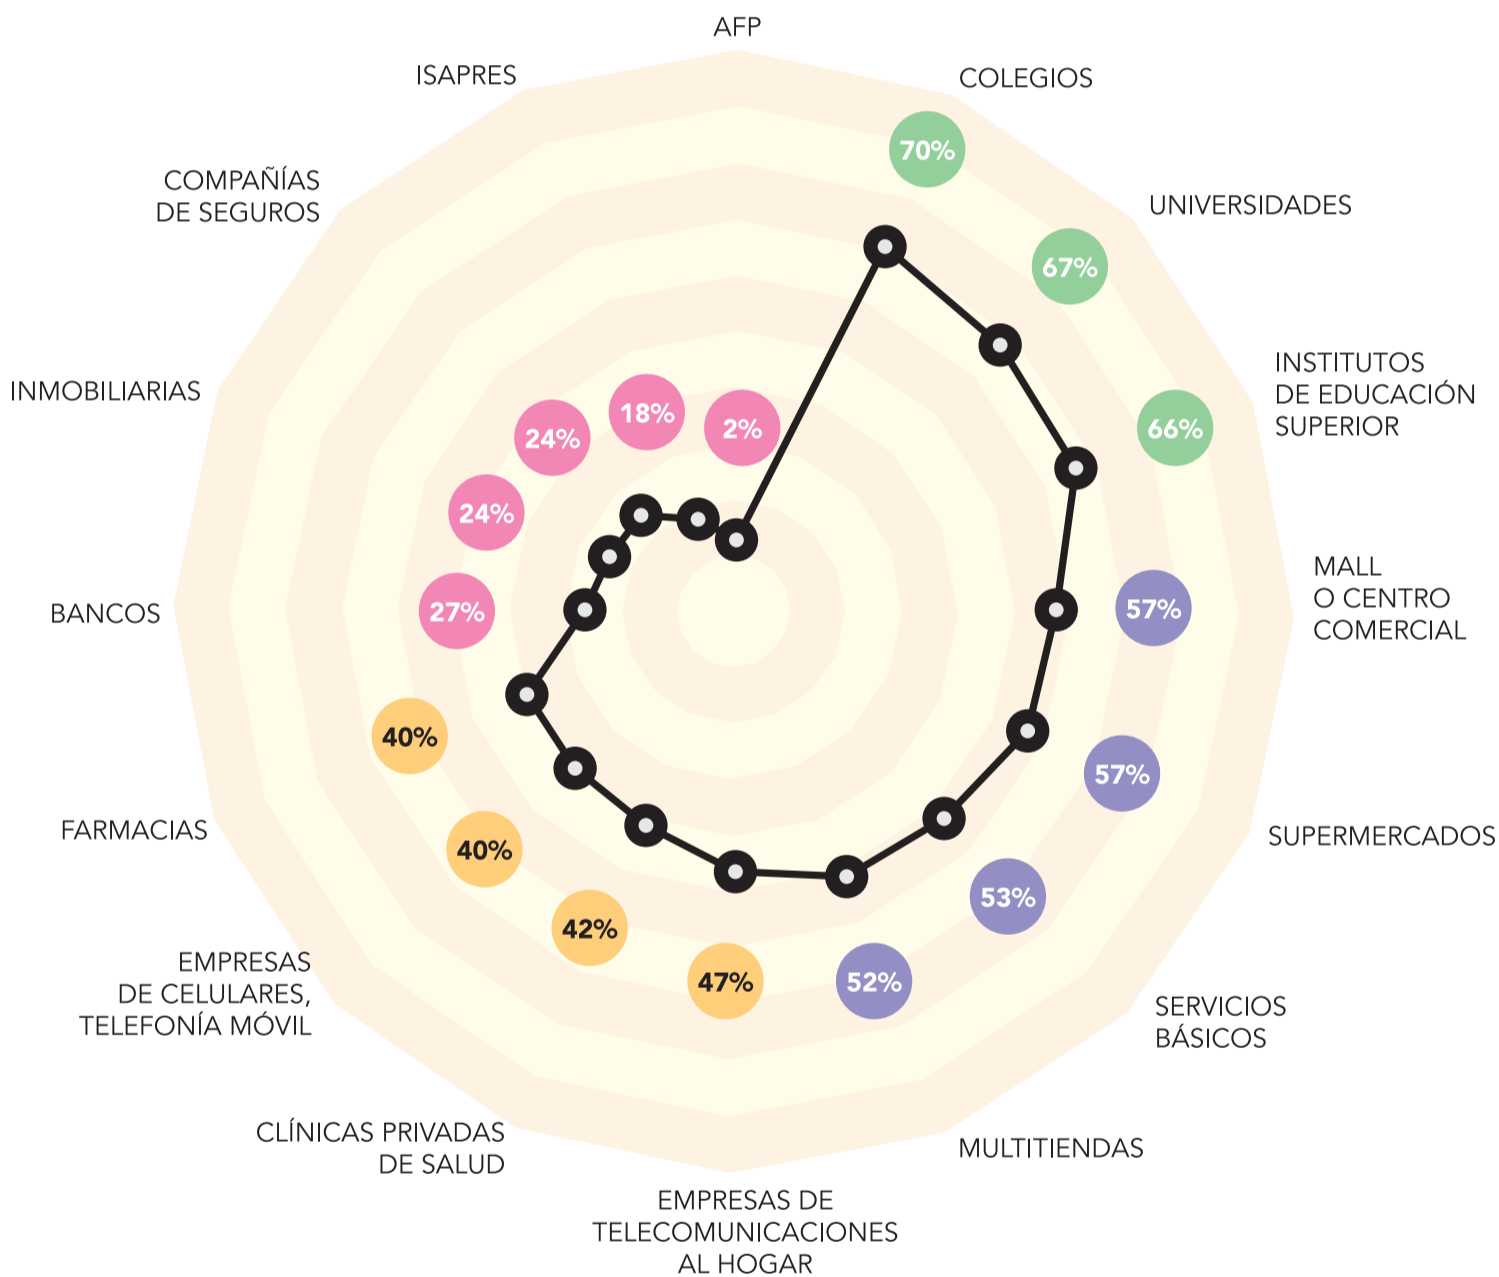 AFP
COLEGIOS
70%
UNIVERSIDADES
67%
INSTITUTOS
DE EDUCACIÓN
SUPERIOR
66%
MALL
O CENTRO
COMERCIAL
57%
SUPERMERCADOS
57%
SERVICIOS
BÁSICOS
53%
MULTITIENDAS
52%
EMPRESAS DE
TELECOMUNICACIONES
AL HOGAR
47%
CLÍNICAS PRIVADAS
DE SALUD
42%
EMPRESAS
DE CELULARES,
TELEFONÍA MÓVIL
40%
FARMACIAS
40%
BANCOS
27%
INMOBILIARIAS
24%
COMPAÑÍAS
DE SEGUROS
24%
ISAPRES
18%
2%